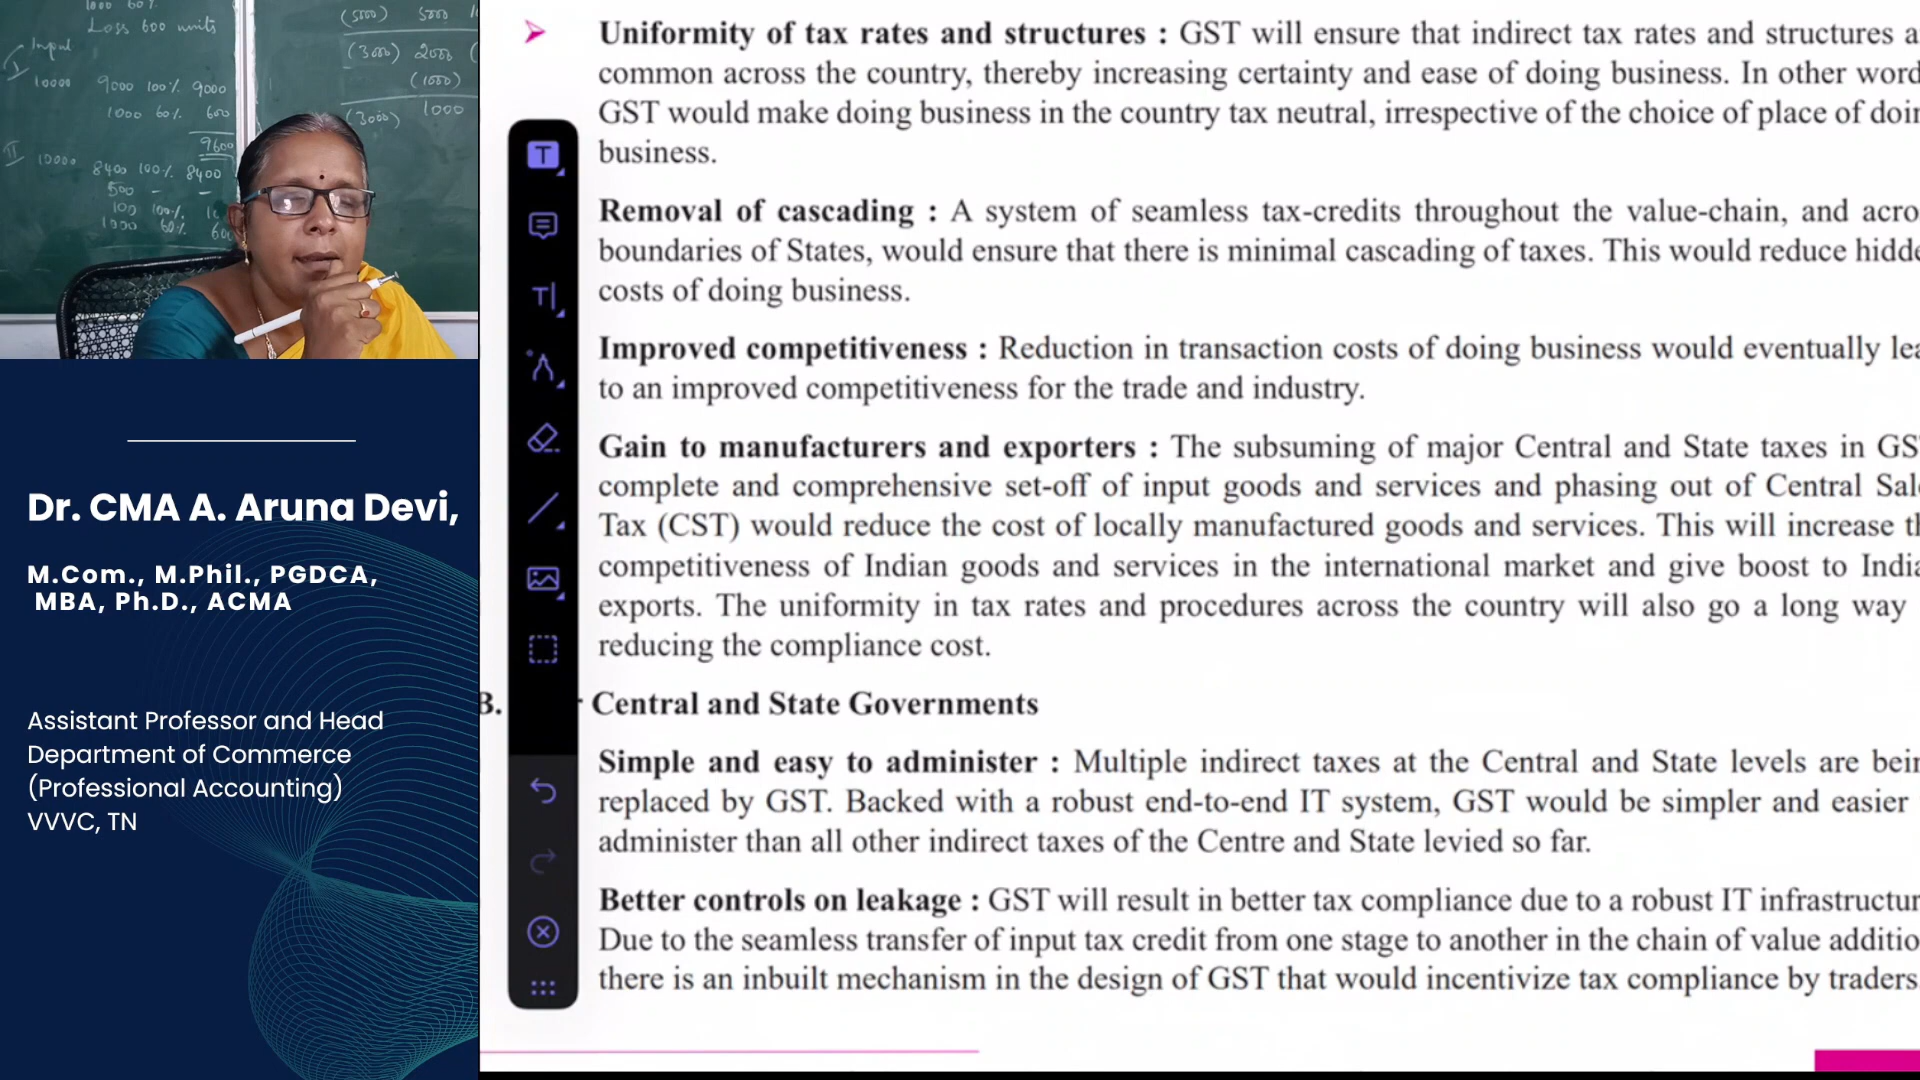 1000 60%
Loss 600 units
Input
I
10000 9000 100% 9000
1000 60% 600
9600
II 10000
8400 100% 8400
500 - -
100 100%
1000 60%
(5000) 5000
(3000) 2000
(1000)
(3000) 1000
Dr. CMA A. Aruna Devi,
M.Com., M.Phil., PGDCA,
MBA, Ph.D., ACMA
Assistant Professor and Head
Department of Commerce
(Professional Accounting)
VVVC, TN
Uniformity of tax rates and structures : GST will ensure that indirect tax rates and structures a
common across the country, thereby increasing certainty and ease of doing business. In other word
GST would make doing business in the country tax neutral, irrespective of the choice of place of doin
business.
Removal of cascading : A system of seamless tax-credits throughout the value-chain, and acro
boundaries of States, would ensure that there is minimal cascading of taxes. This would reduce hidde
costs of doing business.
Improved competitiveness : Reduction in transaction costs of doing business would eventually lea
to an improved competitiveness for the trade and industry.
Gain to manufacturers and exporters : The subsuming of major Central and State taxes in GS
complete and comprehensive set-off of input goods and services and phasing out of Central Sal
Tax (CST) would reduce the cost of locally manufactured goods and services. This will increase th
competitiveness of Indian goods and services in the international market and give boost to India
exports. The uniformity in tax rates and procedures across the country will also go a long way
reducing the compliance cost.
B. Central and State Governments
Simple and easy to administer : Multiple indirect taxes at the Central and State levels are bein
replaced by GST. Backed with a robust end-to-end IT system, GST would be simpler and easier
administer than all other indirect taxes of the Centre and State levied so far.
Better controls on leakage : GST will result in better tax compliance due to a robust IT infrastructur
Due to the seamless transfer of input tax credit from one stage to another in the chain of value additio
there is an inbuilt mechanism in the design of GST that would incentivize tax compliance by traders